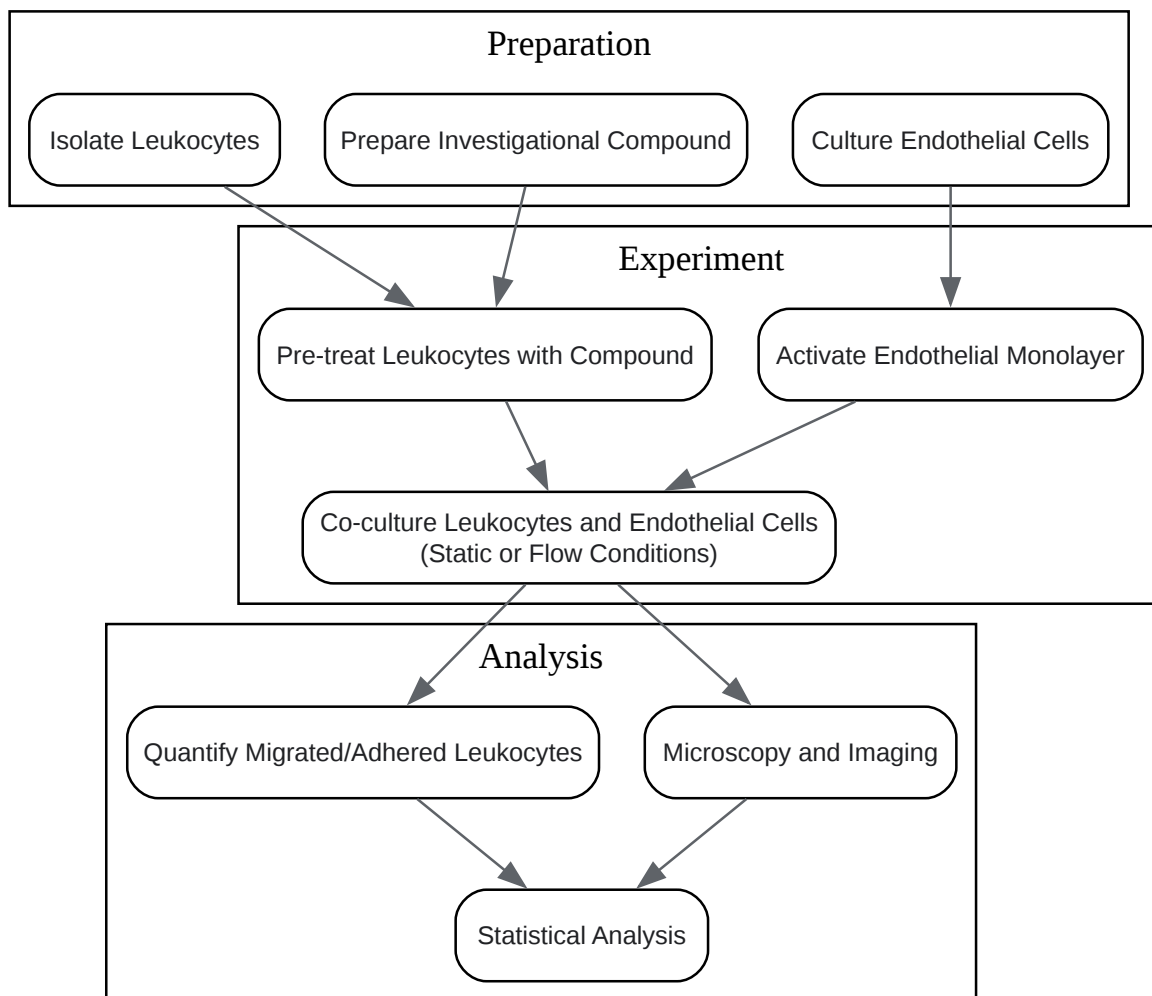 Preparation
Isolate Leukocytes
Prepare Investigational Compound
Culture Endothelial Cells
Experiment
Pre-treat Leukocytes with Compound
Activate Endothelial Monolayer
Co-culture Leukocytes and Endothelial Cells
(Static or Flow Conditions)
Analysis
Quantify Migrated/Adhered Leukocytes
Microscopy and Imaging
Statistical Analysis